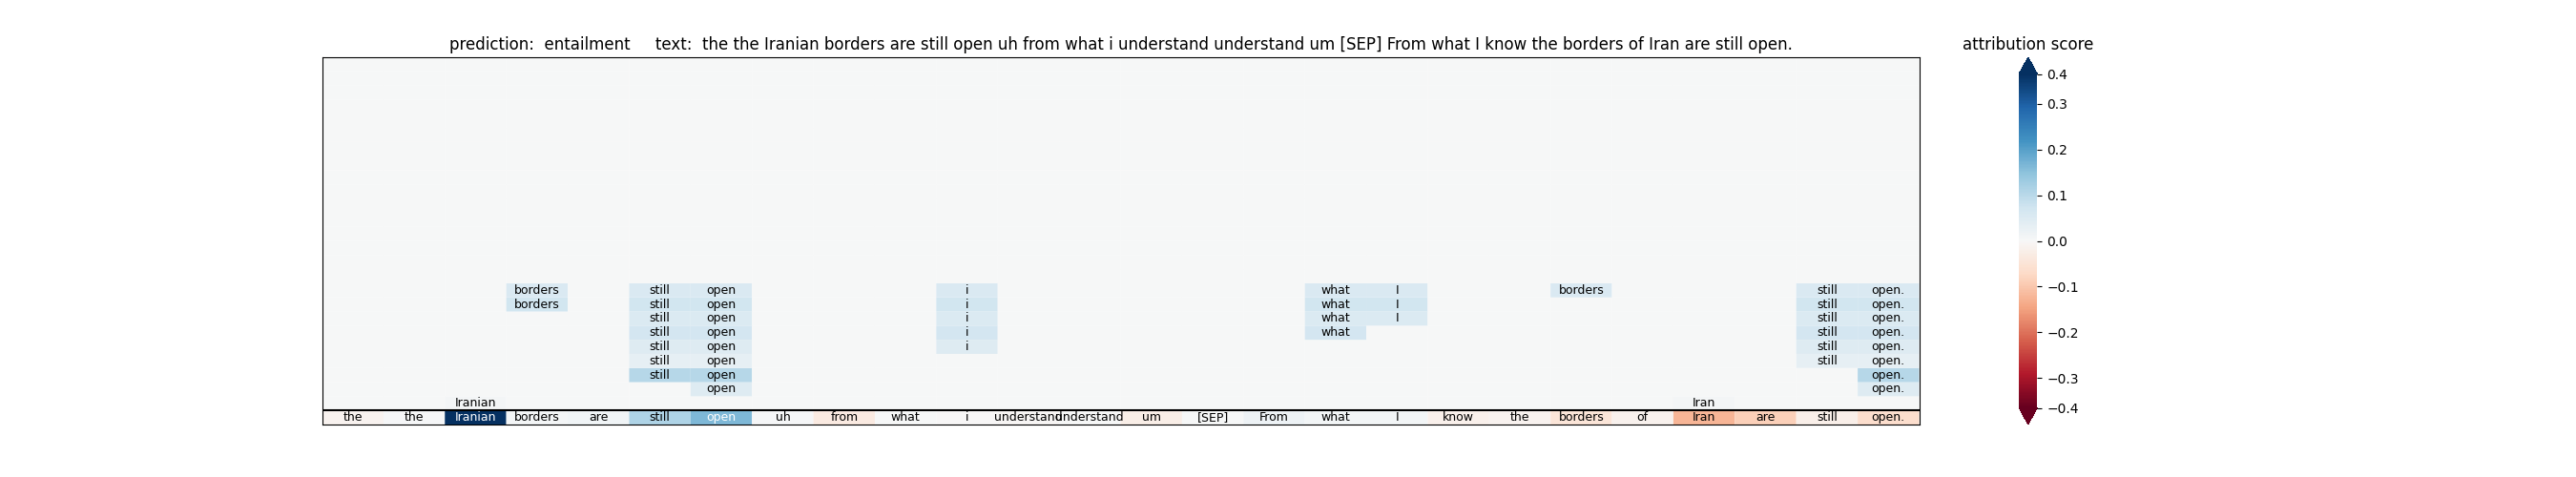 prediction: entailment text: the the Iranian borders are still open uh from what i understand understand um [SEP] From what I know the borders of Iran are still open.
attribution score
0.4
0.3
0.2
0.1
0.0
−0.1
−0.2
−0.3
−0.4
borders still open i what I borders still open.
borders still open i what I still open.
still open i what I still open.
still open i what still open.
still open i still open.
still open still open.
still open open.
open open.
Iranian Iran
the the Iranian borders are still open uh from what i understand understand um [SEP] From what I know the borders of Iran are still open.